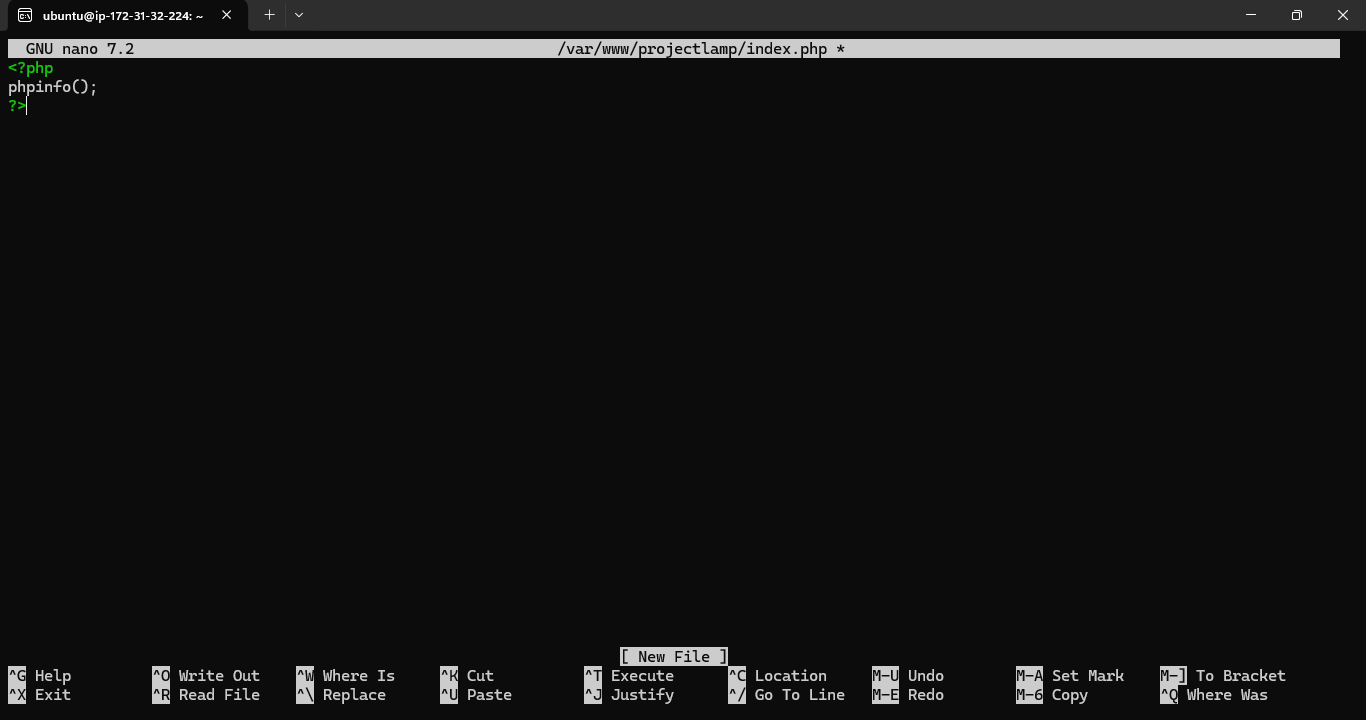 ubuntu@ip-172-31-32-224: ~
GNU nano 7.2 /var/www/projectlamp/index.php *
<?php
phpinfo();
?>
[ New File ]
^G Help ^O Write Out ^W Where Is ^K Cut ^T Execute ^C Location M-U Undo M-A Set Mark M-] To Bracket
^X Exit ^R Read File ^\ Replace ^U Paste ^J Justify ^/ Go To Line M-E Redo M-6 Copy ^Q Where Was